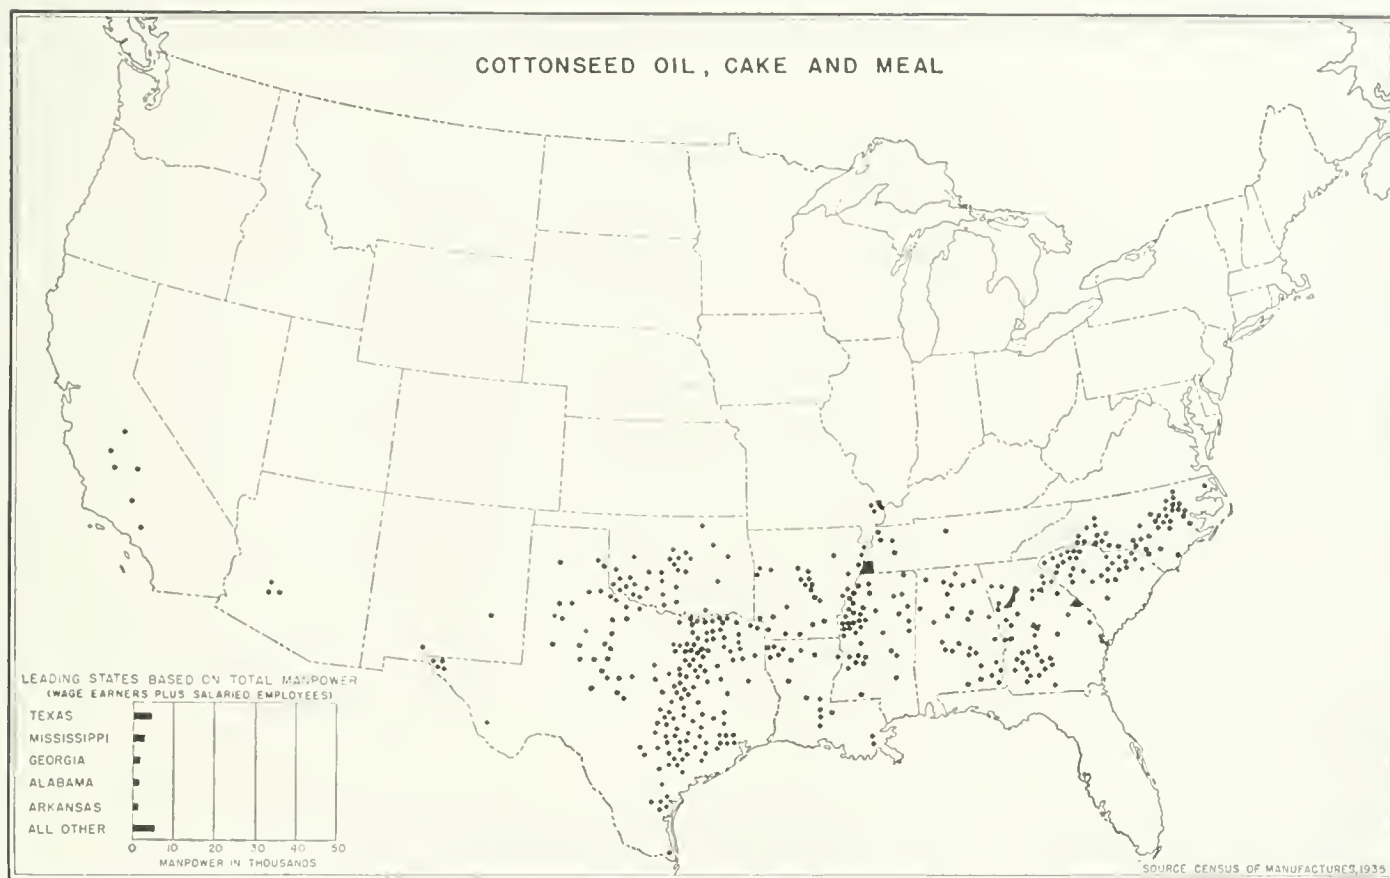 COTTONSEED OIL, CAKE AND MEAL
LEADING STATES BASED ON TOTAL MANPOWER
(WAGE EARNERS PLUS SALARIED EMPLOYEES)
TEXAS
MISSISSIPPI
GEORGIA
ALABAMA
ARKANSAS
ALL OTHER
0 10 20 30 40 50
MANPOWER IN THOUSANDS
SOURCE CENSUS OF MANUFACTURES, 1935